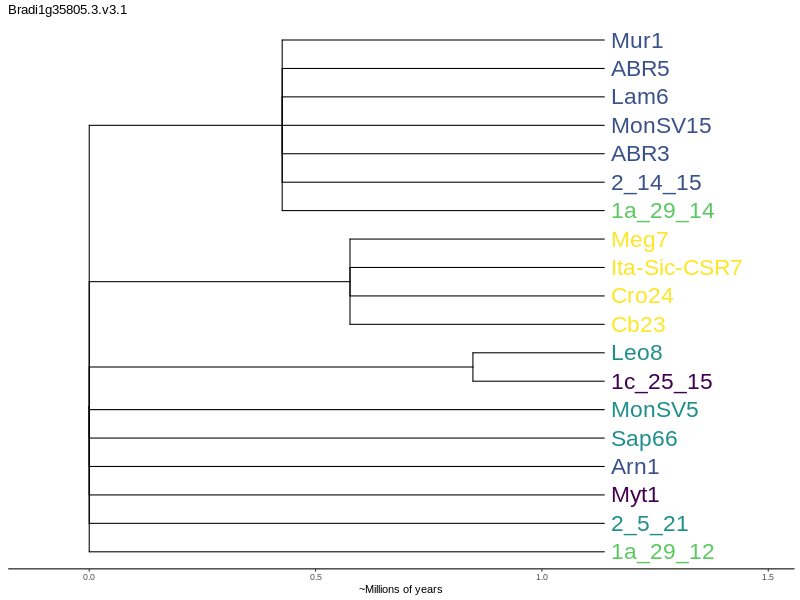 Bradi1g35805.3.v3.1
Mur1
ABR5
Lam6
MonSV15
ABR3
2_14_15
1a_29_14
Meg7
Ita-Sic-CSR7
Cro24
Cb23
Leo8
1c_25_15
MonSV5
Sap66
Arn1
Myt1
2_5_21
1a_29_12
0.0 0.5 1.0 1.5
~Millions of years